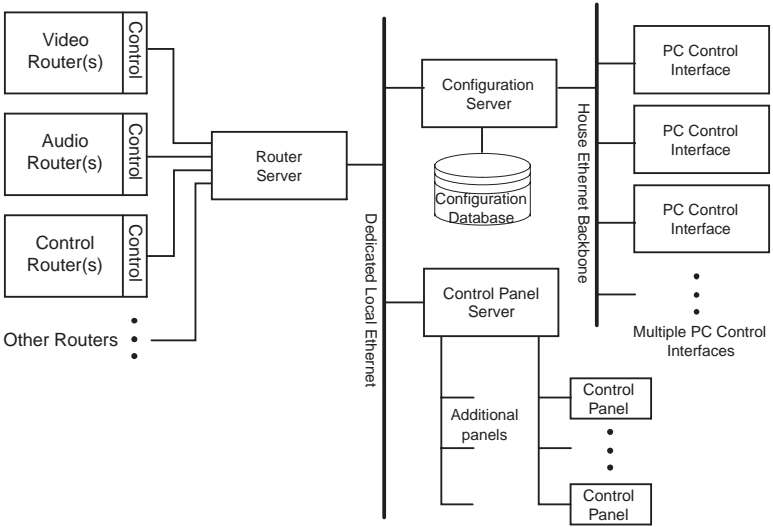 Video
Router(s)
Control
Audio
Router(s)
Control
Control
Router(s)
Control
Other Routers
Router
Server
Dedicated Local Ethernet
Configuration
Server
Configuration
Database
Control Panel
Server
Additional
panels
Control
Panel
Control
Panel
House Ethernet Backbone
PC Control
Interface
PC Control
Interface
PC Control
Interface
Multiple PC Control
Interfaces